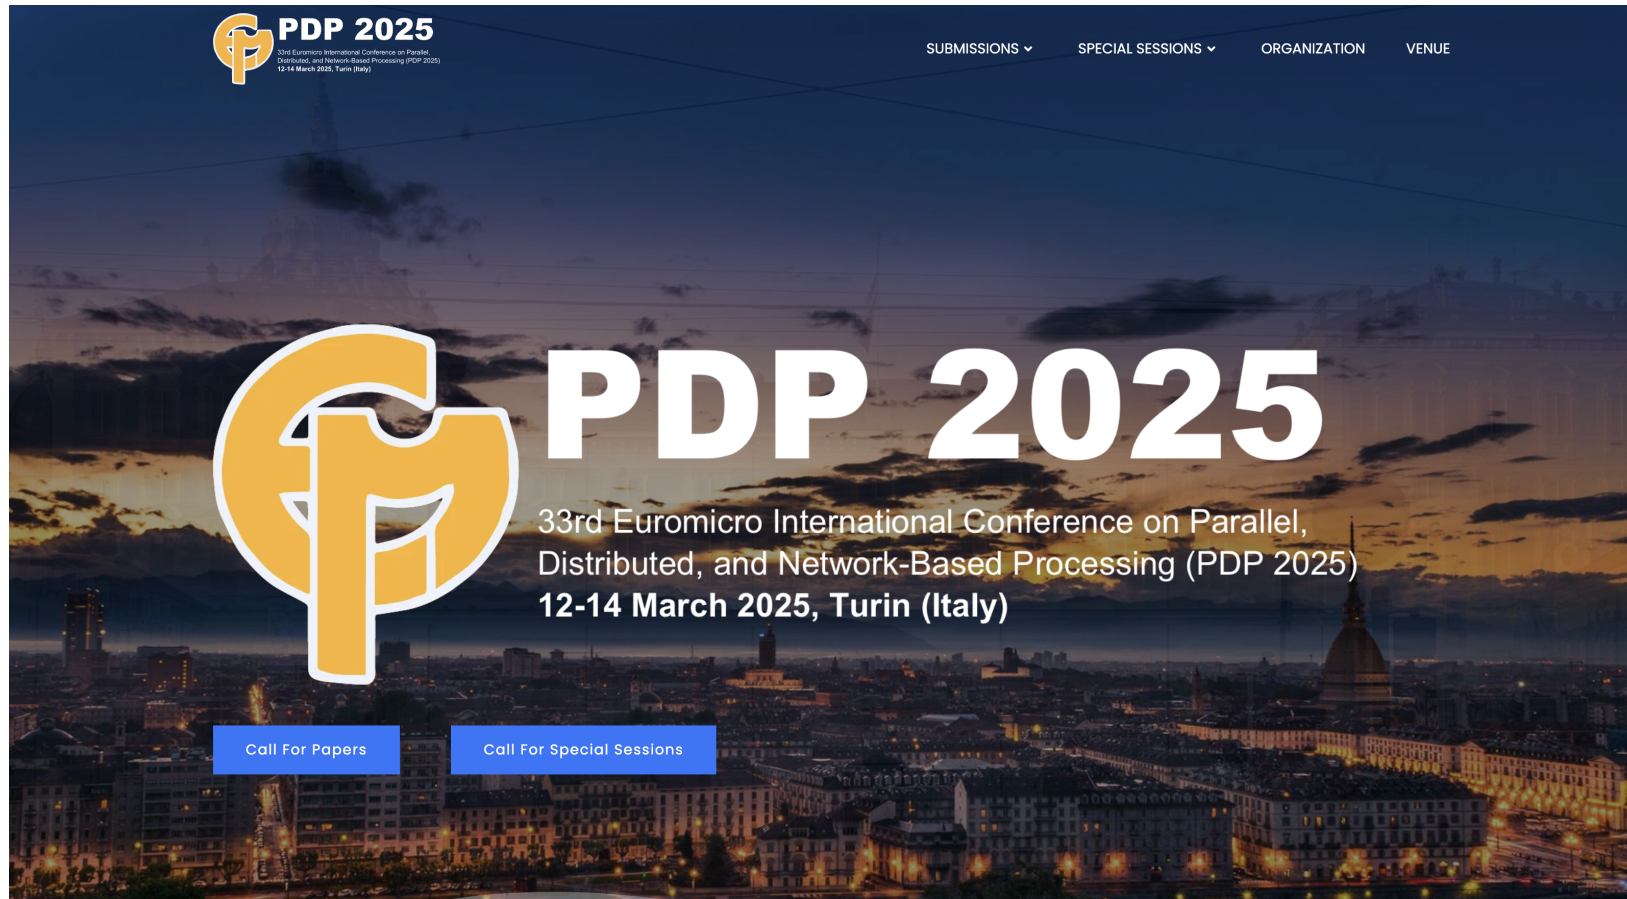 PDP 2025
33rd Euromicro International Conference on Parallel,
Distributed, and Network-Based Processing (PDP 2025)
12-14 March 2025, Turin (Italy)
SUBMISSIONS
SPECIAL SESSIONS
ORGANIZATION
VENUE
PDP 2025
33rd Euromicro International Conference on Parallel,
Distributed, and Network-Based Processing (PDP 2025)
12-14 March 2025, Turin (Italy)
Call For Papers
Call For Special Sessions